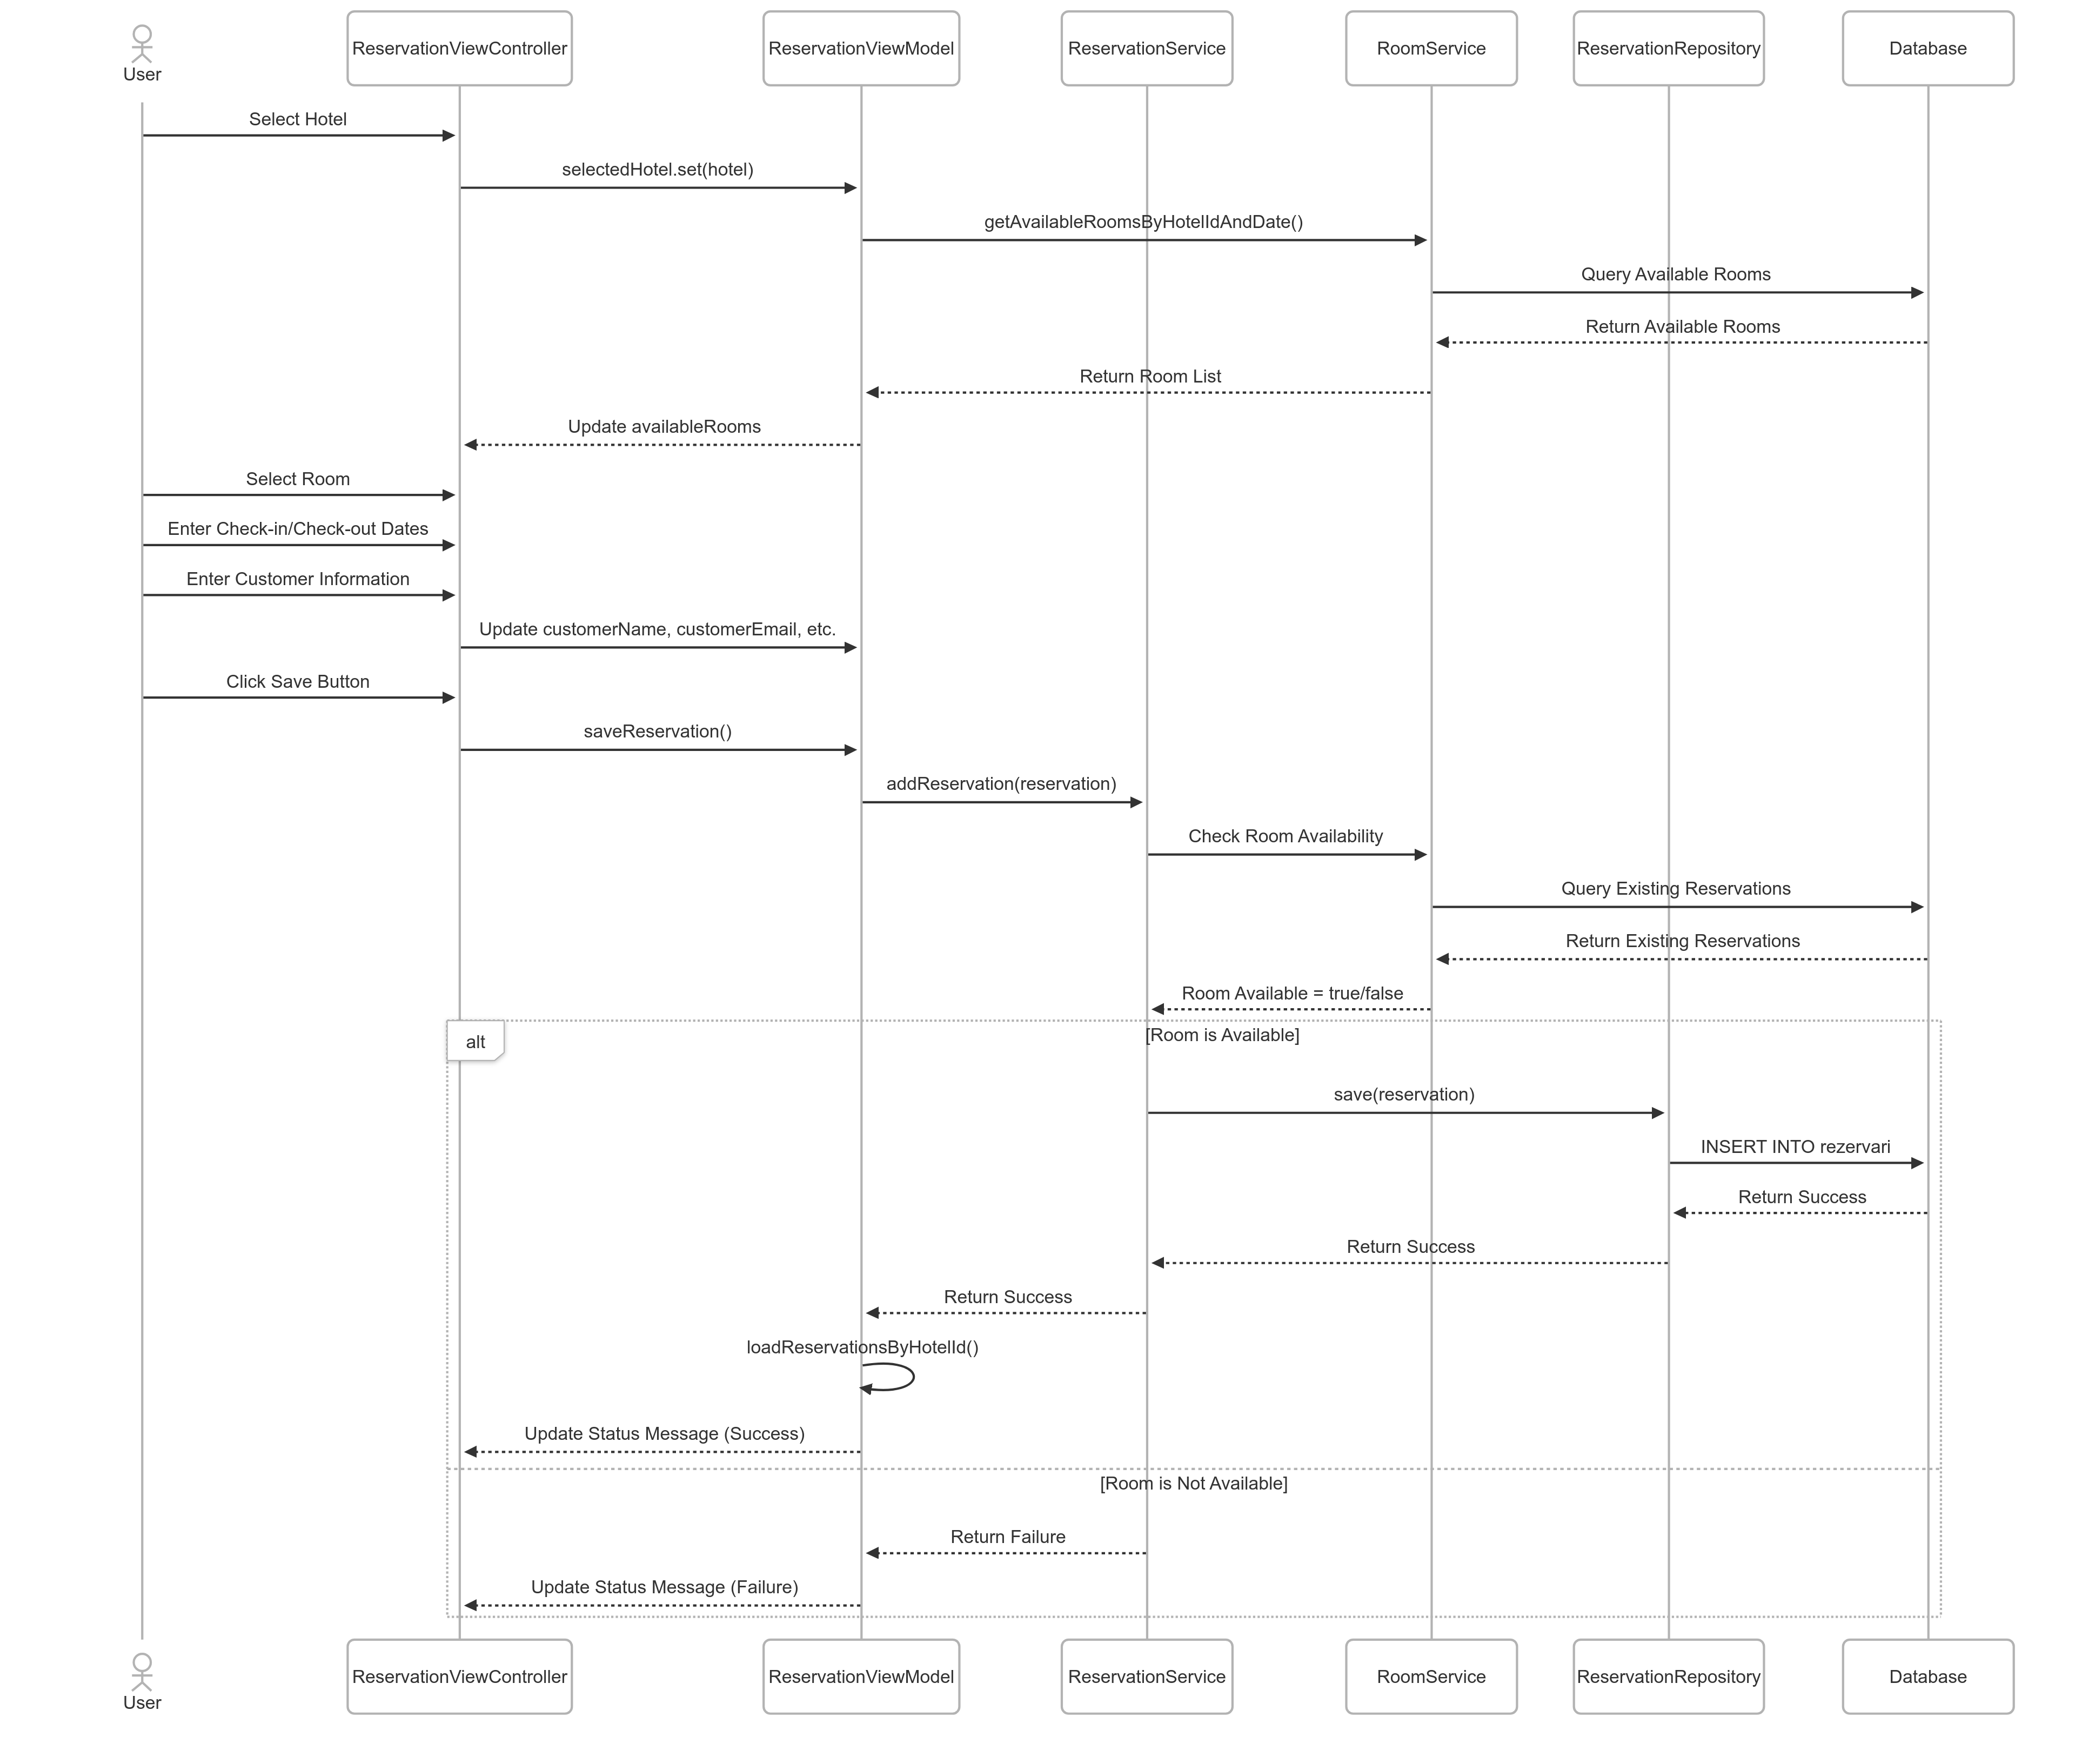 User
ReservationViewController
ReservationViewModel
ReservationService
RoomService
ReservationRepository
Database
Select Hotel
selectedHotel.set(hotel)
getAvailableRoomsByHotelIdAndDate()
Query Available Rooms
Return Available Rooms
Return Room List
Update availableRooms
Select Room
Enter Check-in/Check-out Dates
Enter Customer Information
Update customerName, customerEmail, etc.
Click Save Button
saveReservation()
addReservation(reservation)
Check Room Availability
Query Existing Reservations
Return Existing Reservations
Room Available = true/false
alt
[Room is Available]
save(reservation)
INSERT INTO rezervari
Return Success
Return Success
Return Success
loadReservationsByHotelId()
Update Status Message (Success)
[Room is Not Available]
Return Failure
Update Status Message (Failure)
User
ReservationViewController
ReservationViewModel
ReservationService
RoomService
ReservationRepository
Database